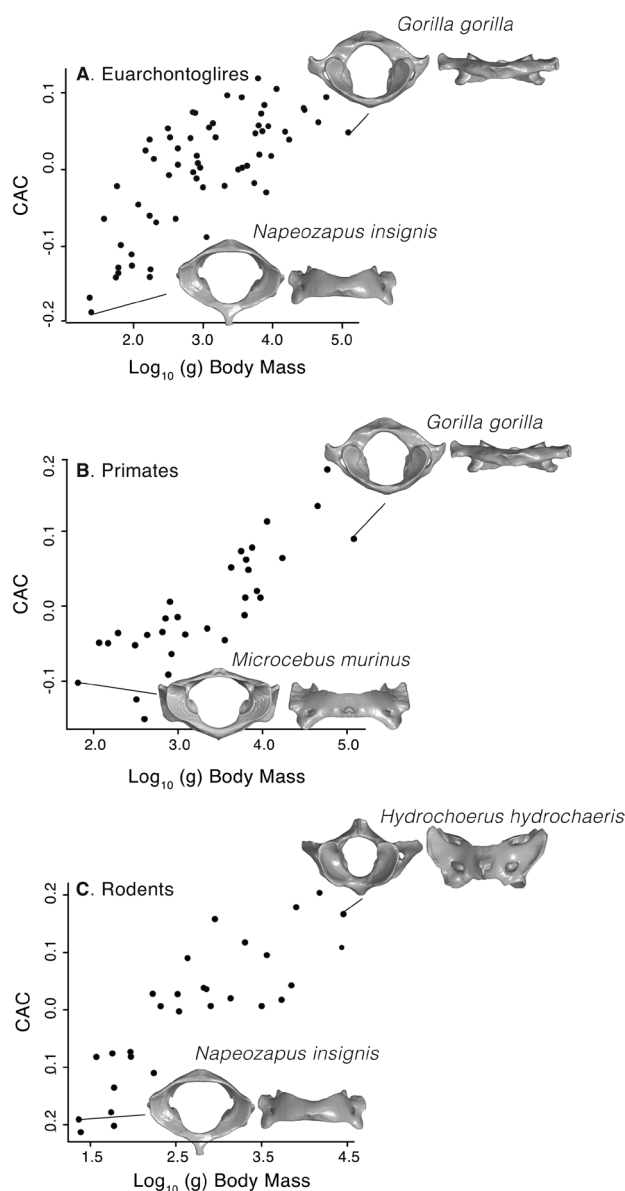 Gorilla gorilla
A. Euarchontoglires
0.1
0.0
-0.1
-0.2
CAC
Napeozapus insignis
2.0 3.0 4.0 5.0
Log10 (g) Body Mass
Gorilla gorilla
B. Primates
0.2
0.1
0.0
-0.1
CAC
Microcebus murinus
2.0 3.0 4.0 5.0
Log10 (g) Body Mass
Hydrochoerus hydrochaeris
C. Rodents
0.2
0.1
0.0
0.1
0.2
CAC
Napeozapus insignis
1.5 2.5 3.5 4.5
Log10 (g) Body Mass